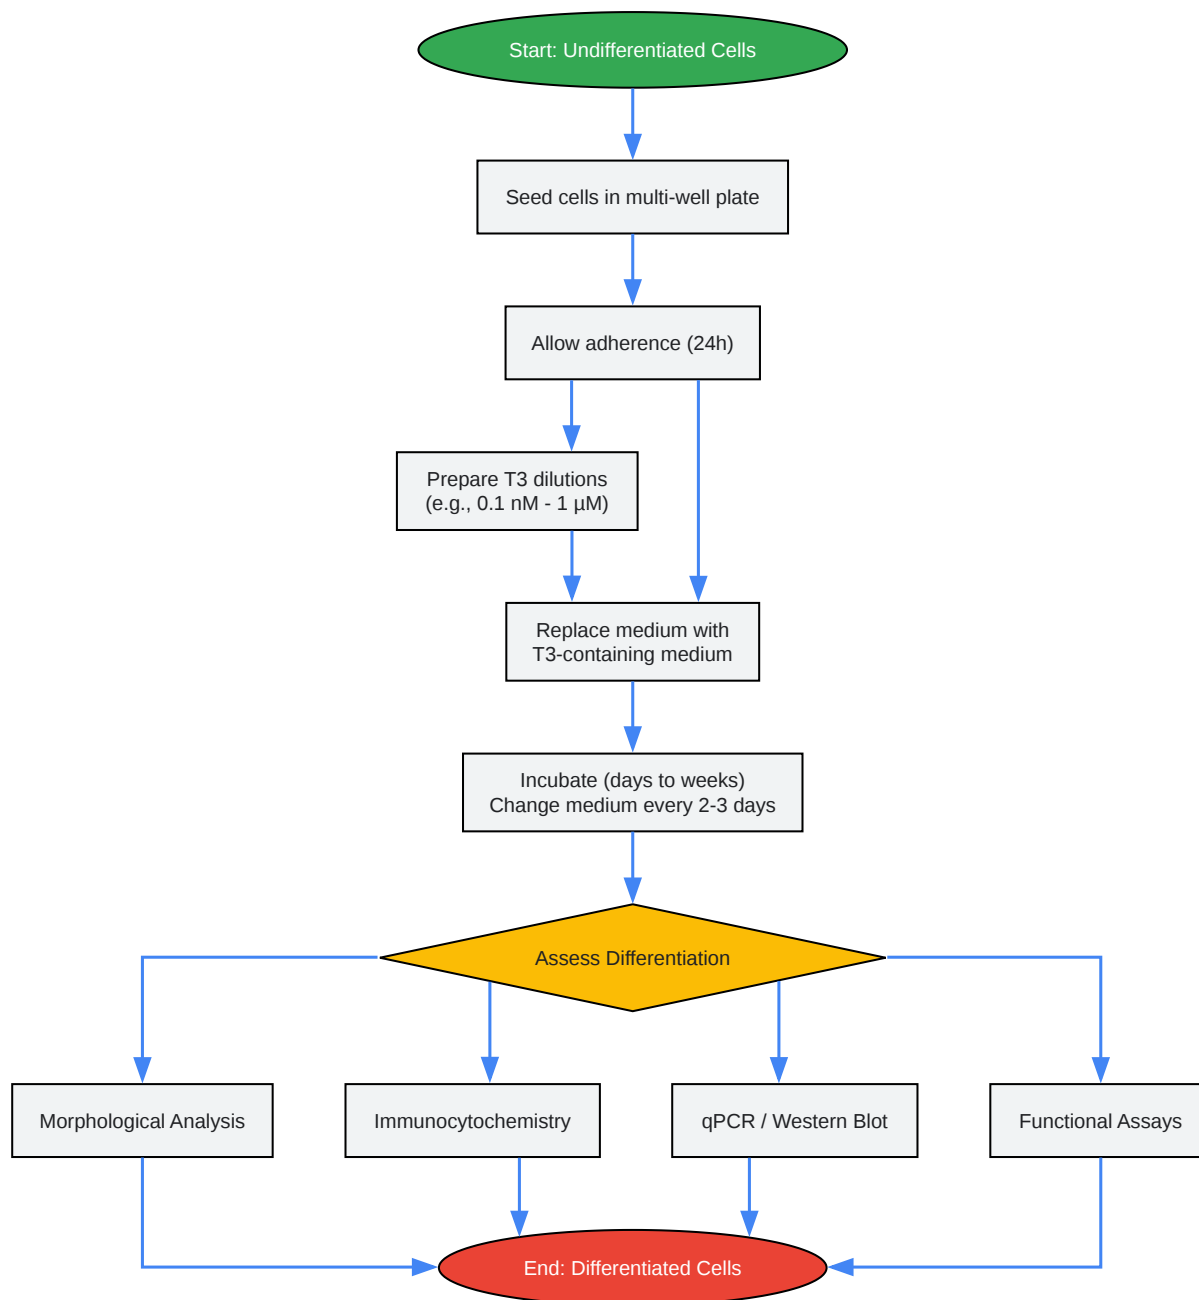 Start: Undifferentiated Cells
Seed cells in multi-well plate
Allow adherence (24h)
Prepare T3 dilutions
(e.g., 0.1 nM - 1 µM)
Replace medium with
T3-containing medium
Incubate (days to weeks)
Change medium every 2-3 days
Assess Differentiation
Morphological Analysis
Immunocytochemistry
qPCR / Western Blot
Functional Assays
End: Differentiated Cells